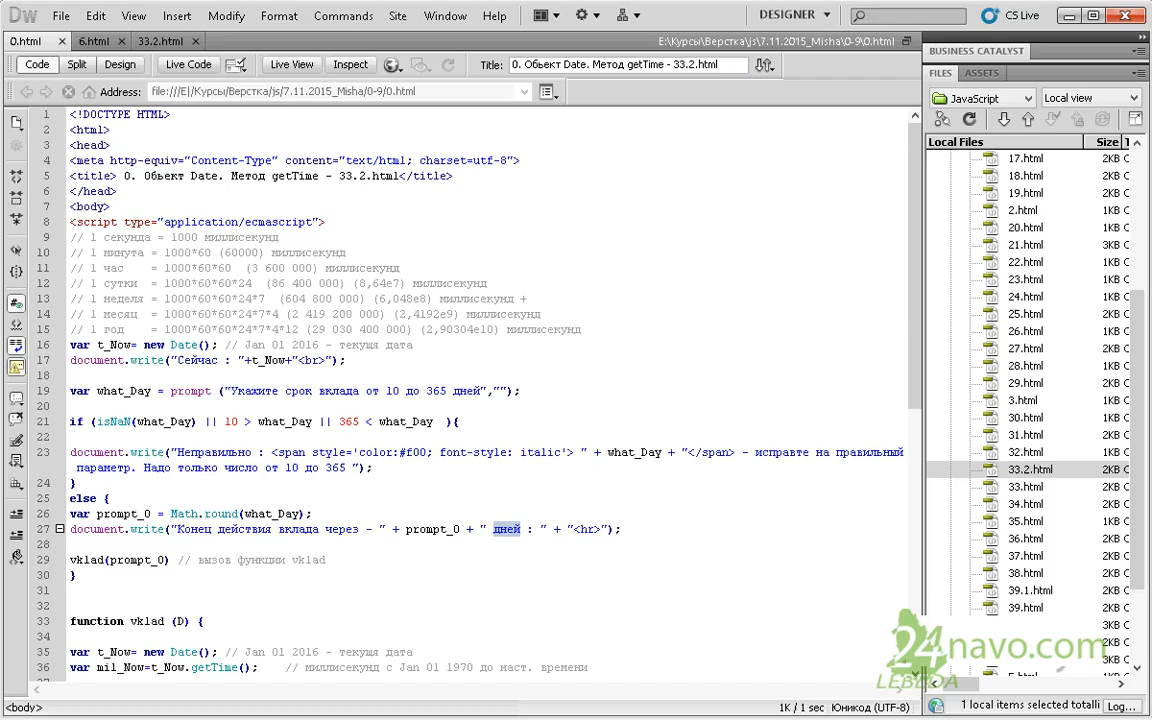 Dw File Edit View Insert Modify Format Commands Site Window Help DESIGNER CS Live
0.html 6.html 33.2.html E:\Курсы\Верстка\js\7.11.2015_Misha\0-9\0.html
Code Split Design Live Code Live View Inspect Title: 0. Обьект Date. Метод getTime - 33.2.html
Address: file:///E|/Курсы/Верстка/js/7.11.2015_Misha/0-9/0.html
1 <!DOCTYPE HTML>
2 <html>
3 <head>
4 <meta http-equiv="Content-Type" content="text/html; charset=utf-8">
5 <title> 0. Обьект Date. Метод getTime - 33.2.html</title>
6 </head>
7 <body>
8 <script type="application/ecmascript">
9 // 1 секунда = 1000 миллисекунд
10 // 1 минута = 1000*60 (60000) миллисекунд
11 // 1 час = 1000*60*60 (3 600 000) миллисекунд
12 // 1 сутки = 1000*60*60*24 (86 400 000) (8,64e7) миллисекунд
13 // 1 неделя = 1000*60*60*24*7 (604 800 000) (6,048e8) миллисекунд +
14 // 1 месяц = 1000*60*60*24*7*4 (2 419 200 000) (2,4192e9) миллисекунд
15 // 1 год = 1000*60*60*24*7*4*12 (29 030 400 000) (2,90304e10) миллисекунд
16 var t_Now= new Date(); // Jan 01 2016 - текущя дата
17 document.write("Сейчас : "+t_Now+"<br>");
18
19 var what_Day = prompt ("Укажите срок вклада от 10 до 365 дней","");
20
21 if (isNaN(what_Day) || 10 > what_Day || 365 < what_Day ){
22
23 document.write("Неправильно : <span style='color:#f00; font-style: italic'> " + what_Day + "</span> - исправте на правильный
параметр. Надо только число от 10 до 365 ");
24 }
25 else {
26 var prompt_0 = Math.round(what_Day);
27 document.write("Конец действия вклада через - " + prompt_0 + " дней : " + "<hr>");
28
29 vklad(prompt_0) // вызов функции vklad
30 }
31
32
33 function vklad (D) {
34
35 var t_Now= new Date(); // Jan 01 2016 - текущя дата
36 var mil_Now=t_Now.getTime(); // миллисекунд с Jan 01 1970 до наст. времени
<body> 1K / 1 sec Юникод (UTF-8)
BUSINESS CATALYST
FILES ASSETS
JavaScript Local view
Local Files Size T
17.html 2KB C
18.html 2KB C
19.html 2KB C
2.html 1KB C
20.html 1KB C
21.html 3KB C
22.html 1KB C
23.html 1KB C
24.html 1KB C
25.html 1KB C
26.html 1KB C
27.html 1KB C
28.html 1KB C
29.html 2KB C
3.html 1KB C
30.html 1KB C
31.html 2KB C
32.html 1KB C
33.2.html 2KB C
33.html 2KB C
34.html 2KB C
35.html 1KB C
36.html 2KB C
37.html 2KB C
38.html 2KB C
39.1.html 2KB C
39.html 2KB C
3KB C
3KB C
24navo.com
LEBEDA
1 local items selected totalli Log...